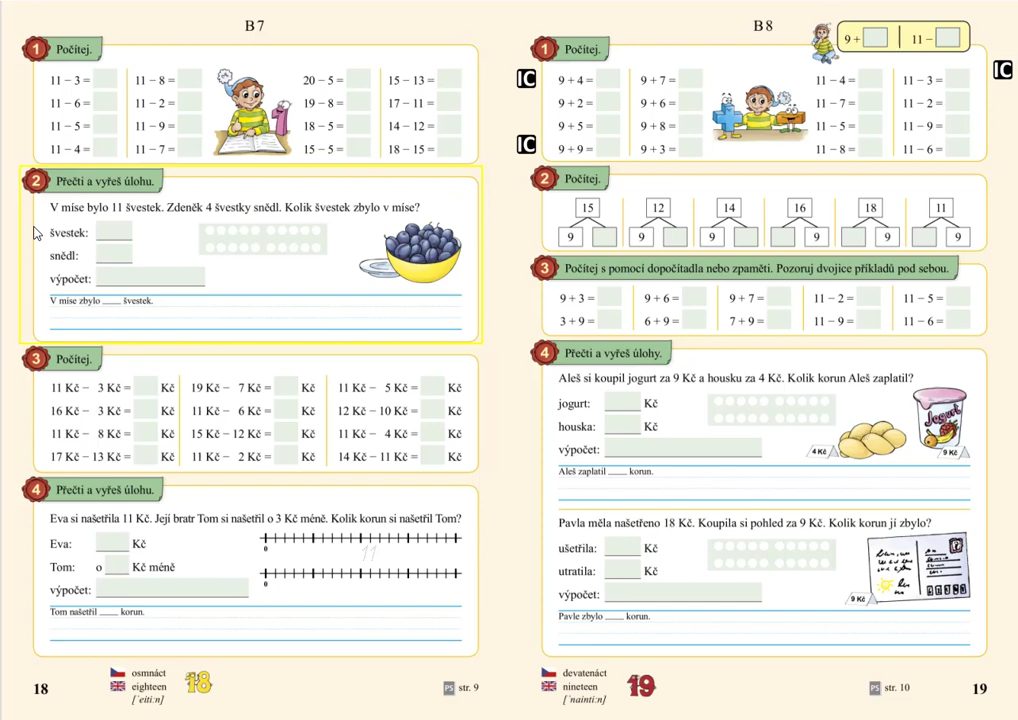 B 7
1 Počítej.
11 − 3 =
11 − 8 =
20 − 5 =
15 − 13 =
11 − 6 =
11 − 2 =
19 − 8 =
17 − 11 =
11 − 5 =
11 − 9 =
18 − 5 =
14 − 12 =
11 − 4 =
11 − 7 =
15 − 5 =
18 − 15 =
2 Přečti a vyřeš úlohu.
V míse bylo 11 švestek. Zdeněk 4 švestky snědl. Kolik švestek zbylo v míse?
švestek:
snědl:
výpočet:
V míse zbylo ____ švestek.
3 Počítej.
11 Kč − 3 Kč = Kč
19 Kč − 7 Kč = Kč
11 Kč − 5 Kč = Kč
16 Kč − 3 Kč = Kč
11 Kč − 6 Kč = Kč
12 Kč − 10 Kč = Kč
11 Kč − 8 Kč = Kč
15 Kč − 12 Kč = Kč
11 Kč − 4 Kč = Kč
17 Kč − 13 Kč = Kč
11 Kč − 2 Kč = Kč
14 Kč − 11 Kč = Kč
4 Přečti a vyřeš úlohu.
Eva si našetřila 11 Kč. Její bratr Tom si našetřil o 3 Kč méně. Kolik korun si našetřil Tom?
Eva: Kč
0
11
Tom: o Kč méně
0
výpočet:
Tom našetřil ____ korun.
18
osmnáct
eighteen
[ˈeiti:n]
18
PS str. 9
B 8
9 + | 11 −
1 Počítej.
IC
IC
9 + 4 =
9 + 7 =
11 − 4 =
11 − 3 =
9 + 2 =
9 + 6 =
11 − 7 =
11 − 2 =
9 + 5 =
9 + 8 =
11 − 5 =
11 − 9 =
IC
9 + 9 =
9 + 3 =
11 − 8 =
11 − 6 =
2 Počítej.
15 12 14 16 18 11
9 9 9 9 9 9
3 Počítej s pomocí dopočítadla nebo zpaměti. Pozoruj dvojice příkladů pod sebou.
9 + 3 =
9 + 6 =
9 + 7 =
11 − 2 =
11 − 5 =
3 + 9 =
6 + 9 =
7 + 9 =
11 − 9 =
11 − 6 =
4 Přečti a vyřeš úlohy.
Aleš si koupil jogurt za 9 Kč a housku za 4 Kč. Kolik korun Aleš zaplatil?
jogurt: Kč
houska: Kč
výpočet:
Jogurt
4 Kč
9 Kč
Aleš zaplatil ____ korun.
Pavla měla našetřeno 18 Kč. Koupila si pohled za 9 Kč. Kolik korun jí zbylo?
ušetřila: Kč
utratila: Kč
výpočet:
9 Kč
Pavle zbylo ____ korun.
devatenáct
nineteen
[ˈnainti:n]
19
PS str. 10
19